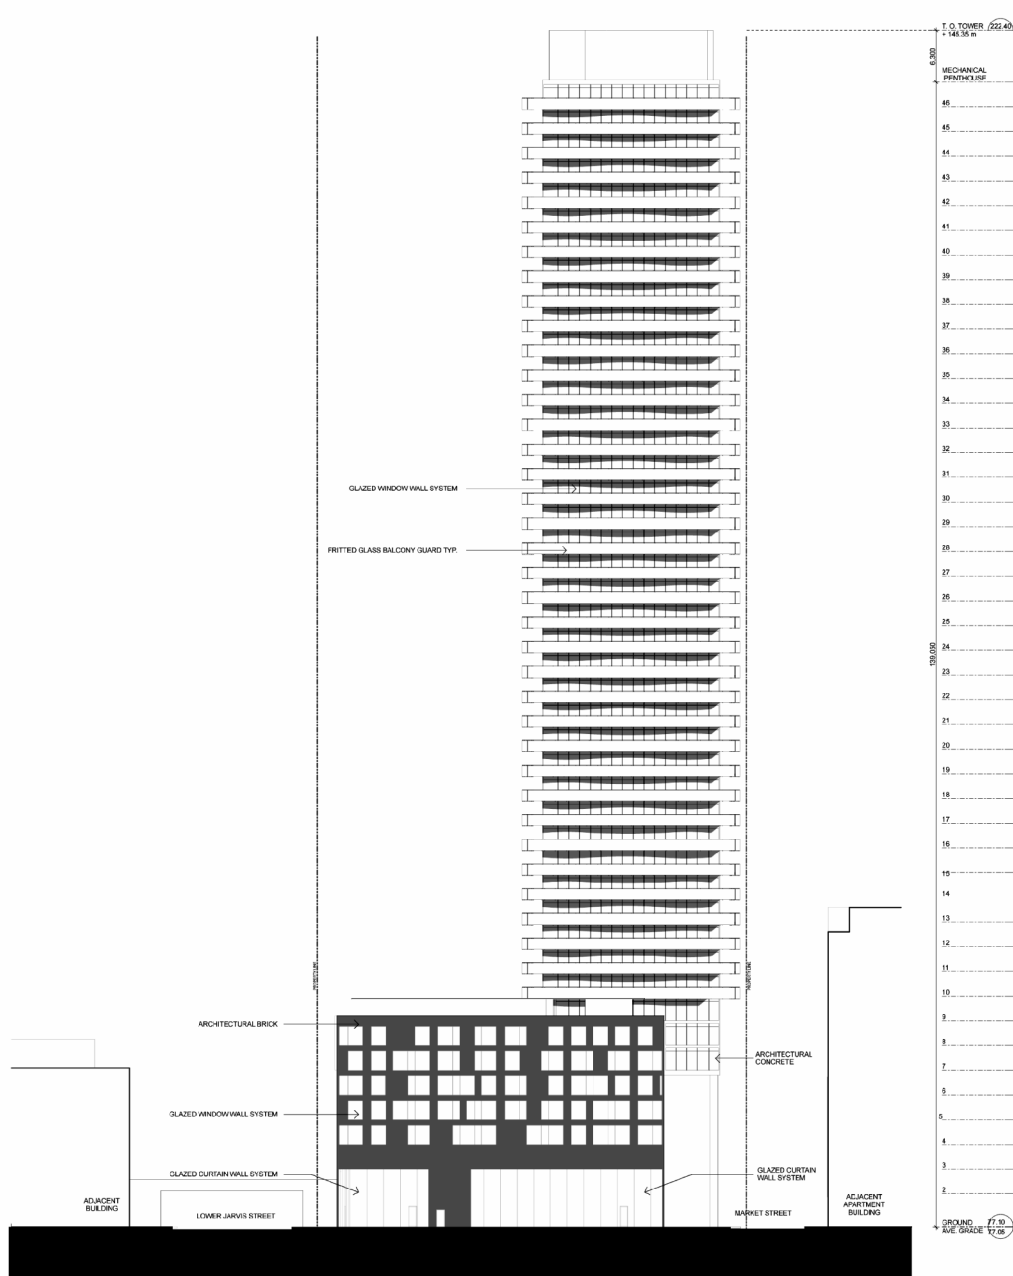 T. O. TOWER 222.40
+ 145.35 m
6,300
MECHANICAL
PENTHOUSE
46
45
44
43
42
41
40
39
38
37
36
35
34
33
32
31
GLAZED WINDOW WALL SYSTEM
30
29
FRITTED GLASS BALCONY GUARD TYP.
28
27
26
25
139,050
24
23
22
21
20
19
18
17
16
15
14
13
12
11
10
9
ARCHITECTURAL BRICK
8
ARCHITECTURAL
CONCRETE
7
6
GLAZED WINDOW WALL SYSTEM
5
4
GLAZED CURTAIN WALL SYSTEM
GLAZED CURTAIN
WALL SYSTEM
3
2
ADJACENT
BUILDING
ADJACENT
APARTMENT
BUILDING
LOWER JARVIS STREET
MARKET STREET
GROUND 77.10
AVE. GRADE 77.05